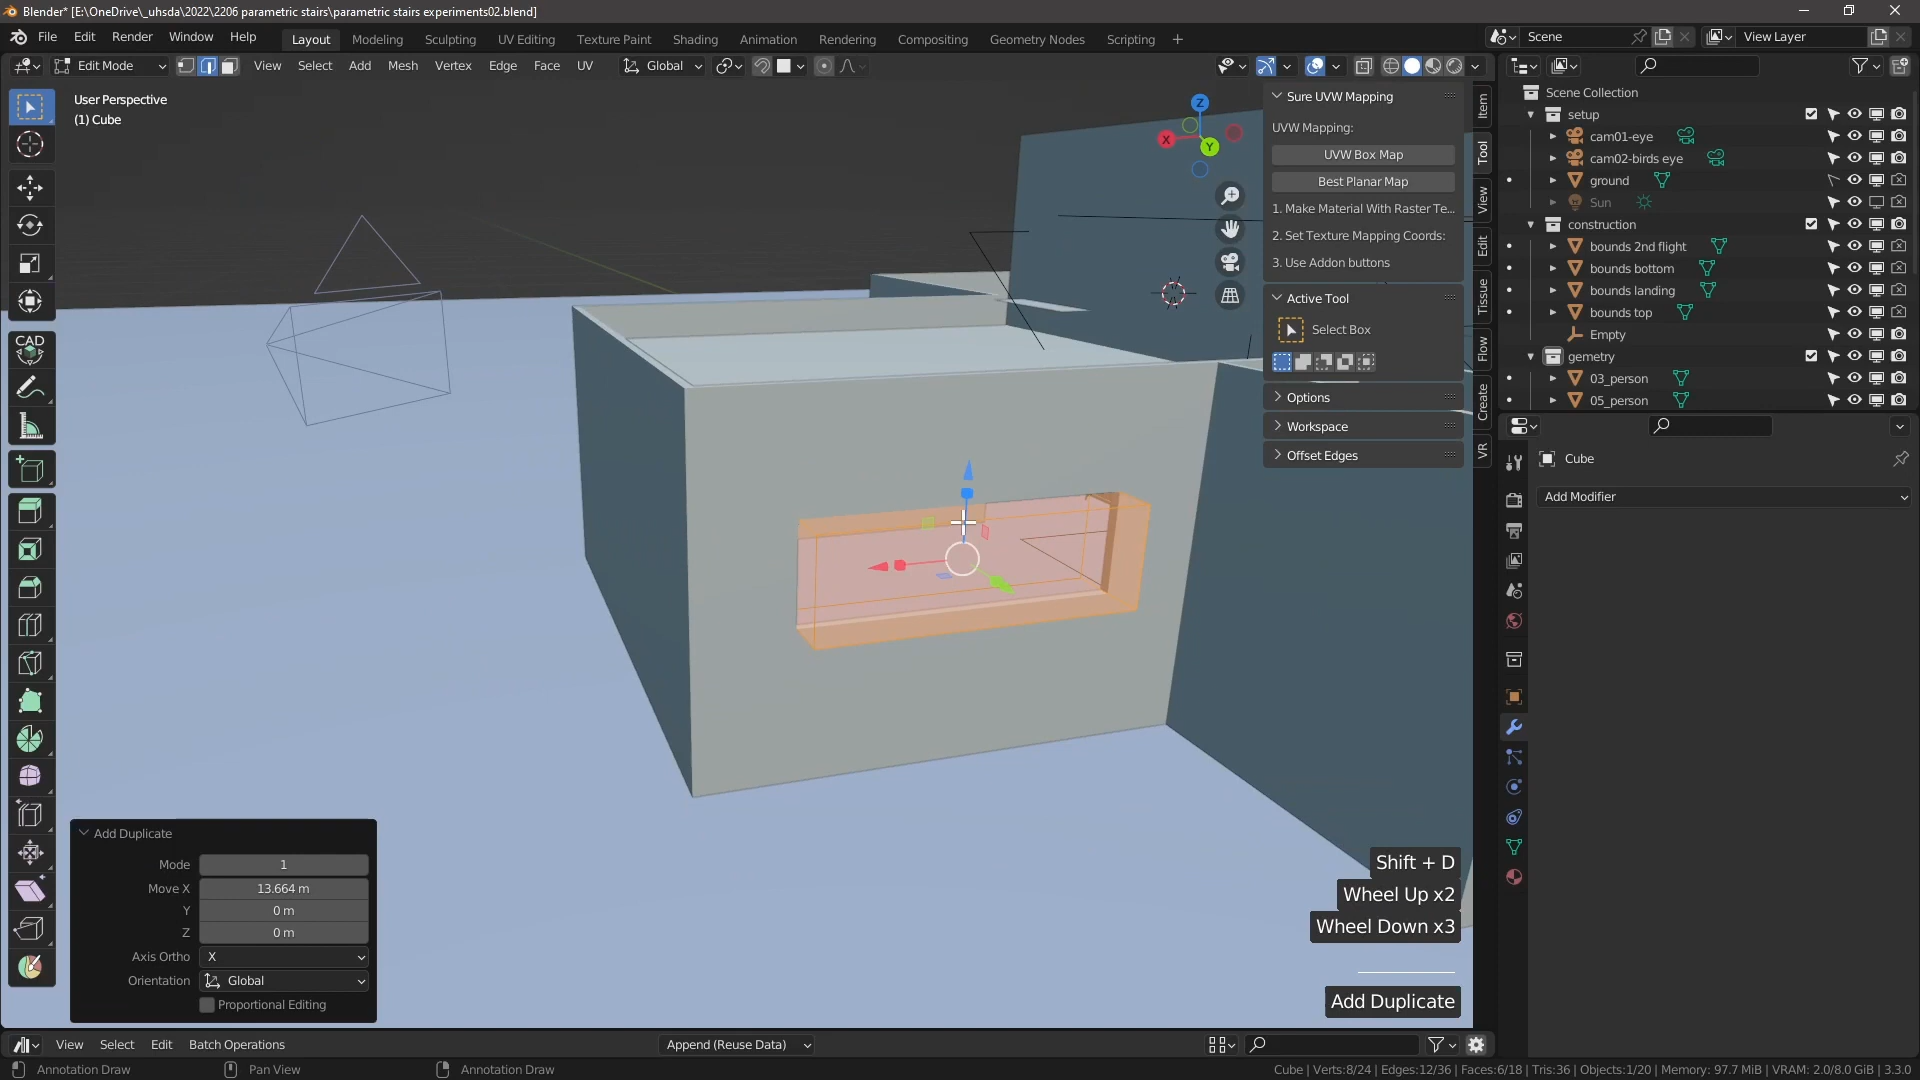 Blender* [E:\OneDrive\_uhsda\2022\2206 parametric stairs\parametric stairs experiments02.blend]
File Edit Render Window Help Layout Modeling Sculpting UV Editing Texture Paint Shading Animation Rendering Compositing Geometry Nodes Scripting + Scene View Layer
Edit Mode View Select Add Mesh Vertex Edge Face UV Global
User Perspective
(1) Cube
Z
X
Y
CAD
Sure UVW Mapping
UVW Mapping:
UVW Box Map
Best Planar Map
1. Make Material With Raster Te...
2. Set Texture Mapping Coords:
3. Use Addon buttons
Active Tool
Select Box
Options
Workspace
Offset Edges
Item
Tool
View
Edit
Tissue
Flow
Create
VR
Scene Collection
setup
cam01-eye
cam02-birds eye
ground
Sun
construction
bounds 2nd flight
bounds bottom
bounds landing
bounds top
Empty
gemetry
03_person
05_person
Cube
Add Modifier
Add Duplicate
Mode 1
Move X 13.664 m
Y 0 m
Z 0 m
Axis Ortho X
Orientation Global
Proportional Editing
Shift + D
Wheel Up x2
Wheel Down x3
Add Duplicate
View Select Edit Batch Operations Append (Reuse Data)
Annotation Draw Pan View Annotation Draw Cube | Verts:8/24 | Edges:12/36 | Faces:6/18 | Tris:36 | Objects:1/20 | Memory: 97.7 MiB | VRAM: 2.0/8.0 GiB | 3.3.0